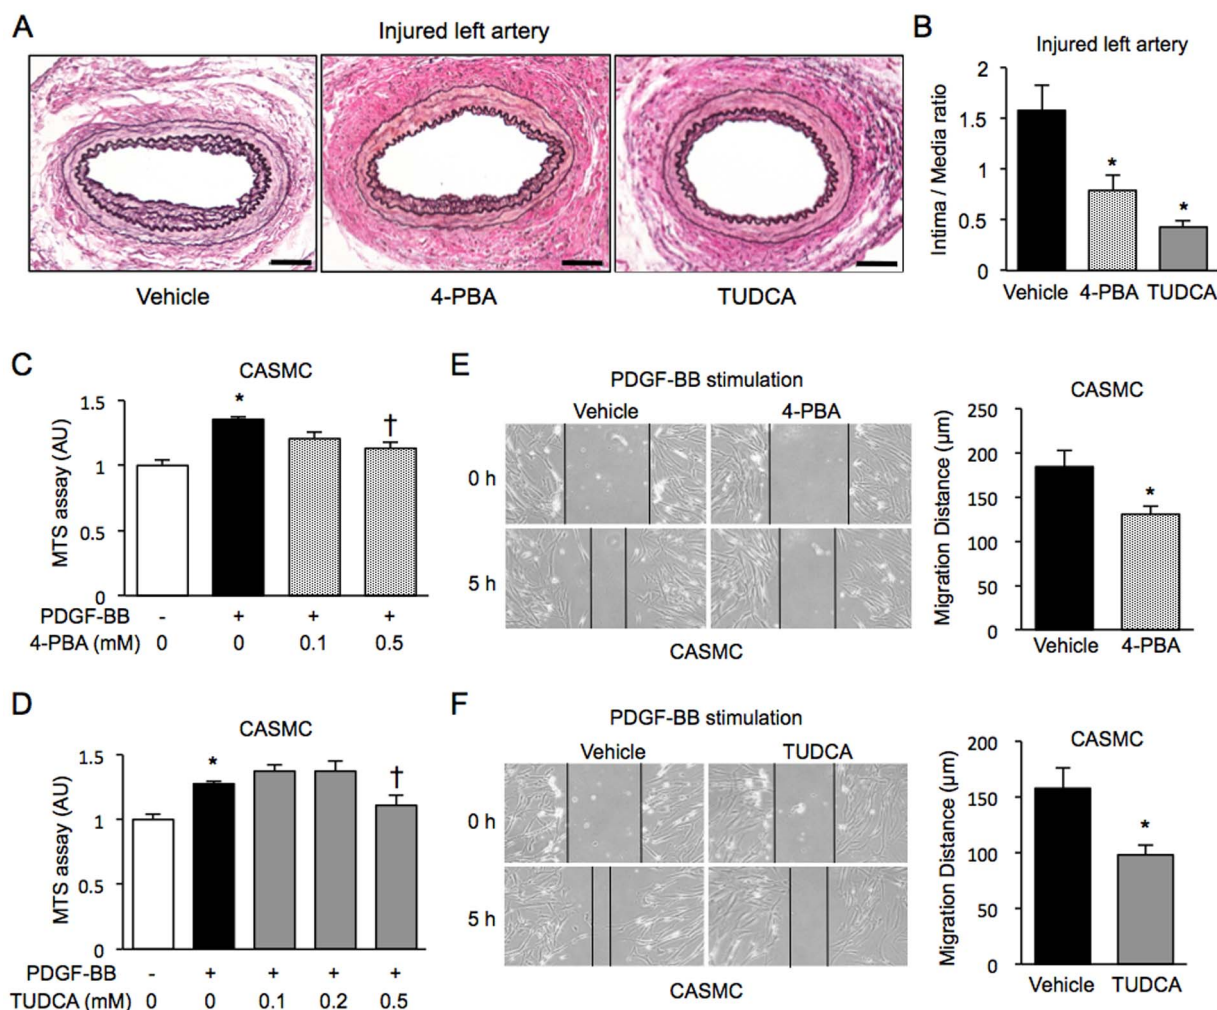 A
Injured left artery
Vehicle
4-PBA
TUDCA
B
Injured left artery
Intima / Media ratio
2
1.5
1
0.5
0
*
*
Vehicle 4-PBA TUDCA
C
CASMC
MTS assay (AU)
1.5
1
0.5
0
*
†
PDGF-BB - + + +
4-PBA (mM) 0 0 0.1 0.5
E
PDGF-BB stimulation
Vehicle 4-PBA
0 h
5 h
CASMC
CASMC
Migration Distance (µm)
250
200
150
100
50
0
*
Vehicle 4-PBA
D
CASMC
MTS assay (AU)
1.5
1
0.5
0
*
†
PDGF-BB - + + + +
TUDCA (mM) 0 0 0.1 0.2 0.5
F
PDGF-BB stimulation
Vehicle TUDCA
0 h
5 h
CASMC
CASMC
Migration Distance (µm)
200
150
100
50
0
*
Vehicle TUDCA